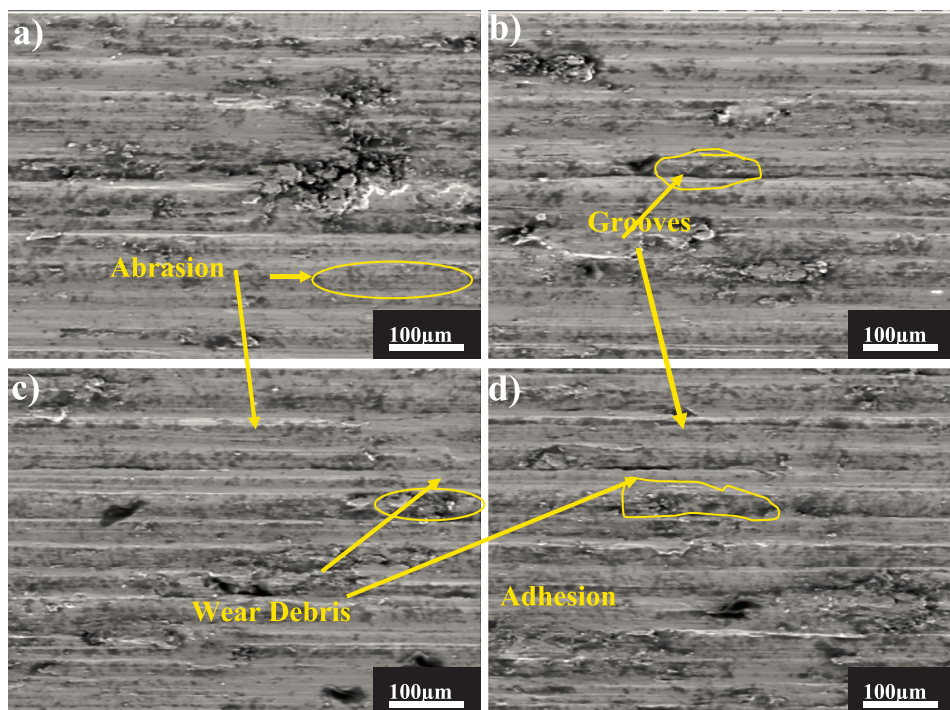 a)
b)
Grooves
Abrasion
100µm
100µm
c)
d)
Wear Debris
Adhesion
100µm
100µm